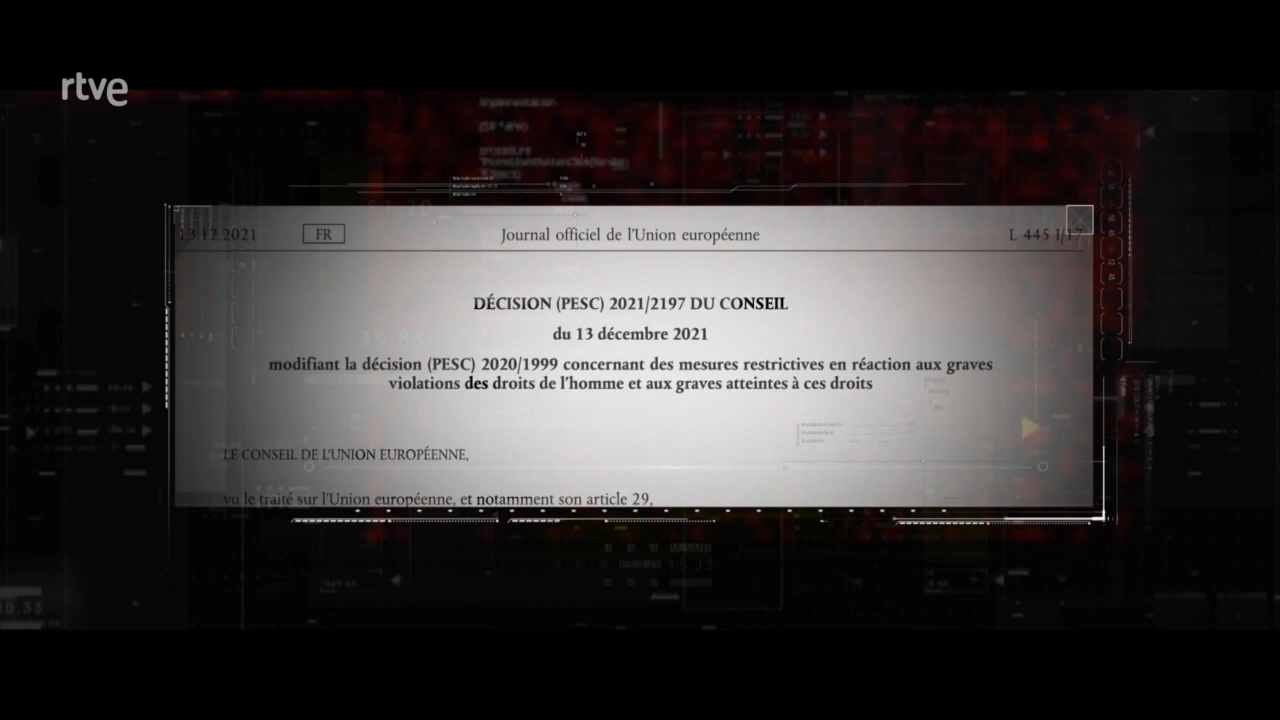 rtve
13.12.2021 FR Journal officiel de l'Union européenne L 445 I/17
DÉCISION (PESC) 2021/2197 DU CONSEIL
du 13 décembre 2021
modifiant la décision (PESC) 2020/1999 concernant des mesures restrictives en réaction aux graves
violations des droits de l'homme et aux graves atteintes à ces droits
LE CONSEIL DE L'UNION EUROPÉENNE,
vu le traité sur l'Union européenne, et notamment son article 29,